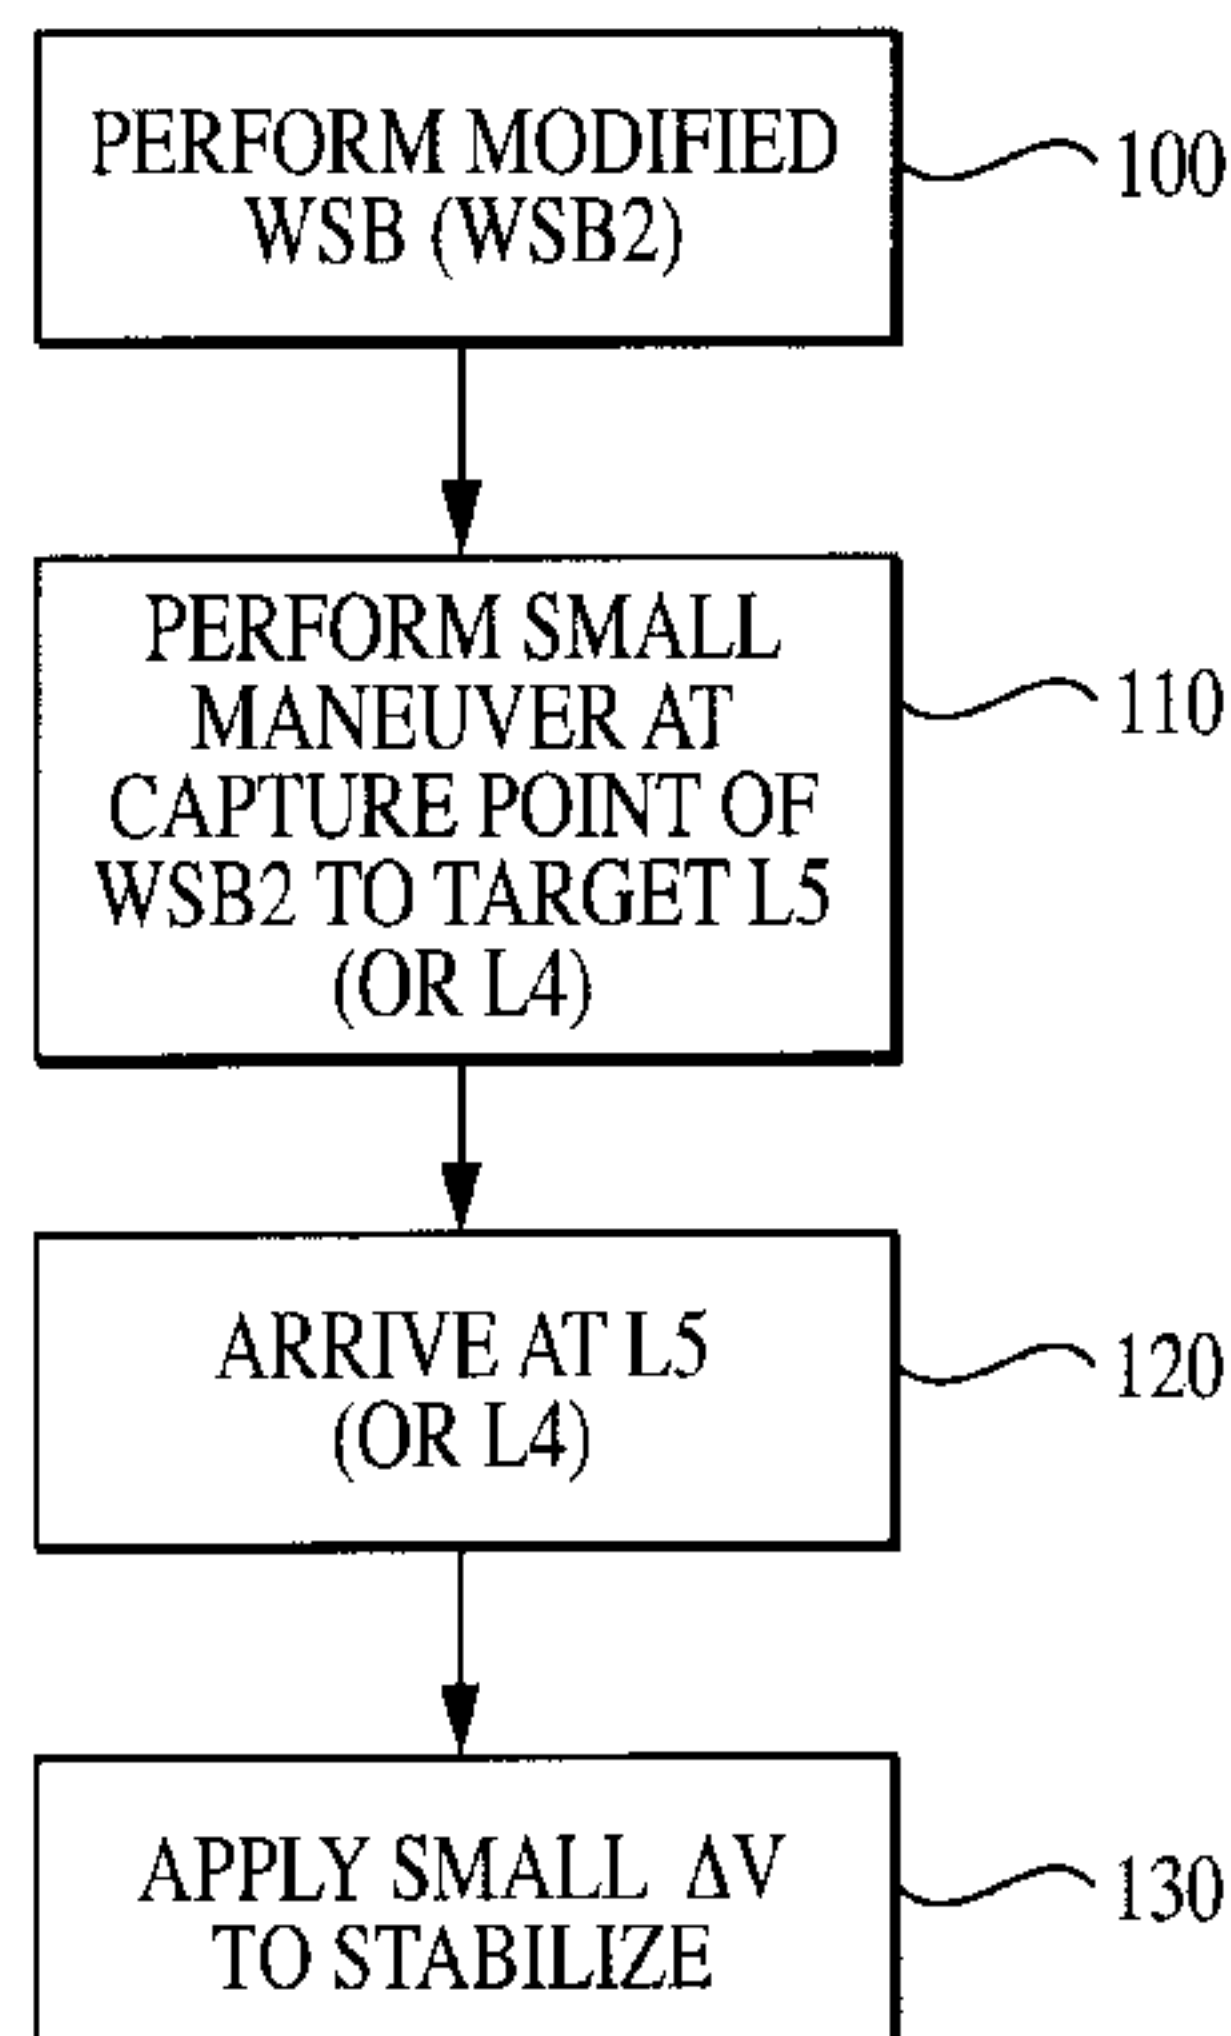 PERFORM MODIFIED
WSB (WSB2)
100
PERFORM SMALL
MANEUVER AT
CAPTURE POINT OF
WSB2 TO TARGET L5
(OR L4)
110
ARRIVE AT L5
(OR L4)
120
APPLY SMALL ΔV
TO STABILIZE
130